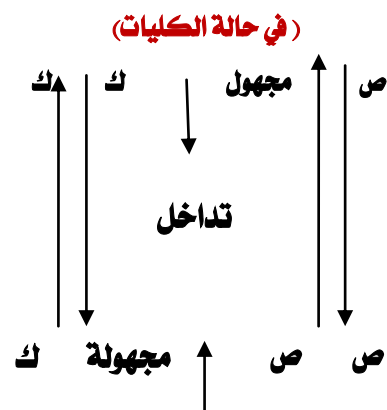 (في حالة الكليات)
ص مجهول ك ك
تداخل
ص ص مجهولة ك